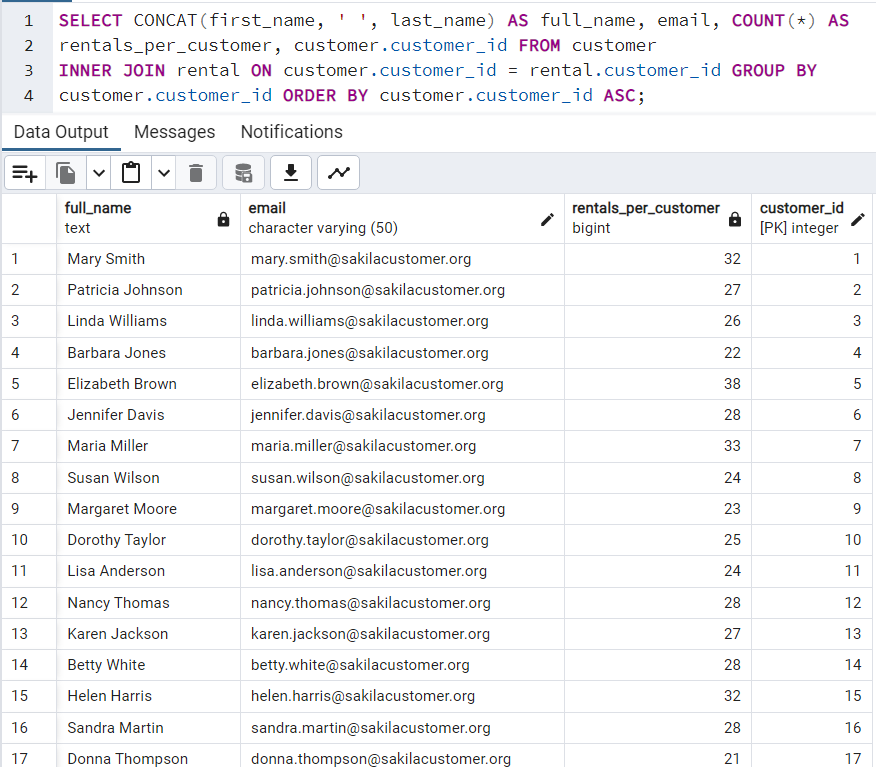 1 SELECT CONCAT(first_name, ' ', last_name) AS full_name, email, COUNT(*) AS
2 rentals_per_customer, customer.customer_id FROM customer
3 INNER JOIN rental ON customer.customer_id = rental.customer_id GROUP BY
4 customer.customer_id ORDER BY customer.customer_id ASC;
Data Output Messages Notifications
full_name email rentals_per_customer customer_id
text character varying (50) bigint [PK] integer
1 Mary Smith mary.smith@sakilacustomer.org 32 1
2 Patricia Johnson patricia.johnson@sakilacustomer.org 27 2
3 Linda Williams linda.williams@sakilacustomer.org 26 3
4 Barbara Jones barbara.jones@sakilacustomer.org 22 4
5 Elizabeth Brown elizabeth.brown@sakilacustomer.org 38 5
6 Jennifer Davis jennifer.davis@sakilacustomer.org 28 6
7 Maria Miller maria.miller@sakilacustomer.org 33 7
8 Susan Wilson susan.wilson@sakilacustomer.org 24 8
9 Margaret Moore margaret.moore@sakilacustomer.org 23 9
10 Dorothy Taylor dorothy.taylor@sakilacustomer.org 25 10
11 Lisa Anderson lisa.anderson@sakilacustomer.org 24 11
12 Nancy Thomas nancy.thomas@sakilacustomer.org 28 12
13 Karen Jackson karen.jackson@sakilacustomer.org 27 13
14 Betty White betty.white@sakilacustomer.org 28 14
15 Helen Harris helen.harris@sakilacustomer.org 32 15
16 Sandra Martin sandra.martin@sakilacustomer.org 28 16
17 Donna Thompson donna.thompson@sakilacustomer.org 21 17